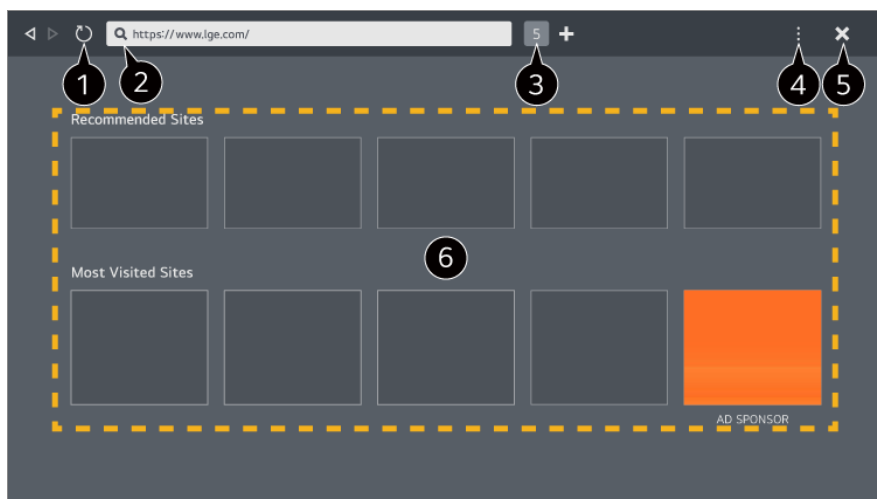 https://www.lge.com/ 5
1 2 3 4 5
Recommended Sites
6
Most Visited Sites
AD SPONSOR